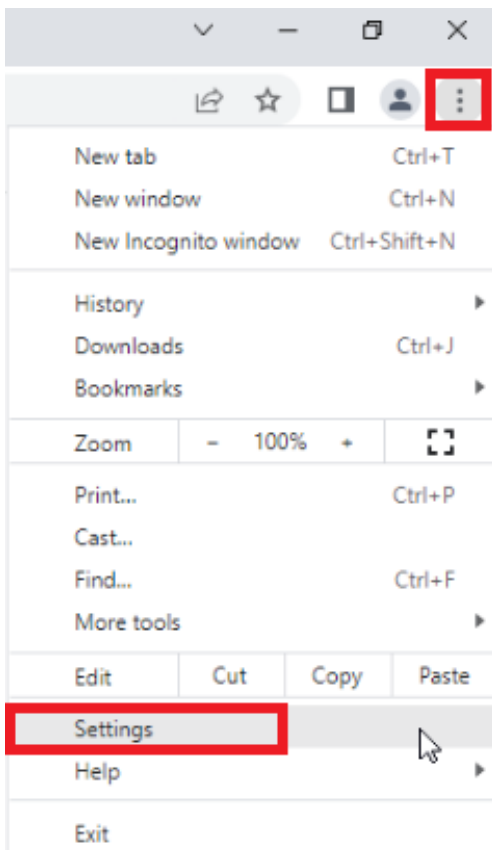 New tab Ctrl+T
New window Ctrl+N
New Incognito window Ctrl+Shift+N
History
Downloads Ctrl+J
Bookmarks
Zoom - 100% +
Print... Ctrl+P
Cast...
Find... Ctrl+F
More tools
Edit Cut Copy Paste
Settings
Help
Exit